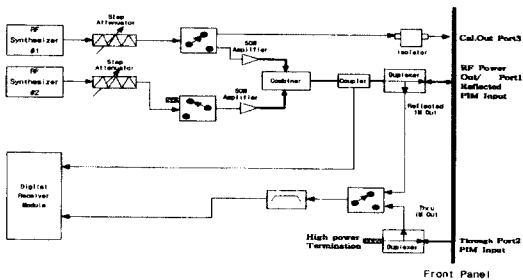 RF
Synthesizer
#1
Step
Attenuator
Isolator
Cal.Out Port3
RF
Synthesizer
#2
Step
Attenuator
Amplifier
Combiner
Coupler
Duplexer
RF Power
Out/ Port1
Reflected
PIM Input
Amplifier
Reflected
IM Out
Digital
Receiver
Module
Thru
IM Out
High power
Termination
Duplexer
Through Port2
PIM Input
Front Panel